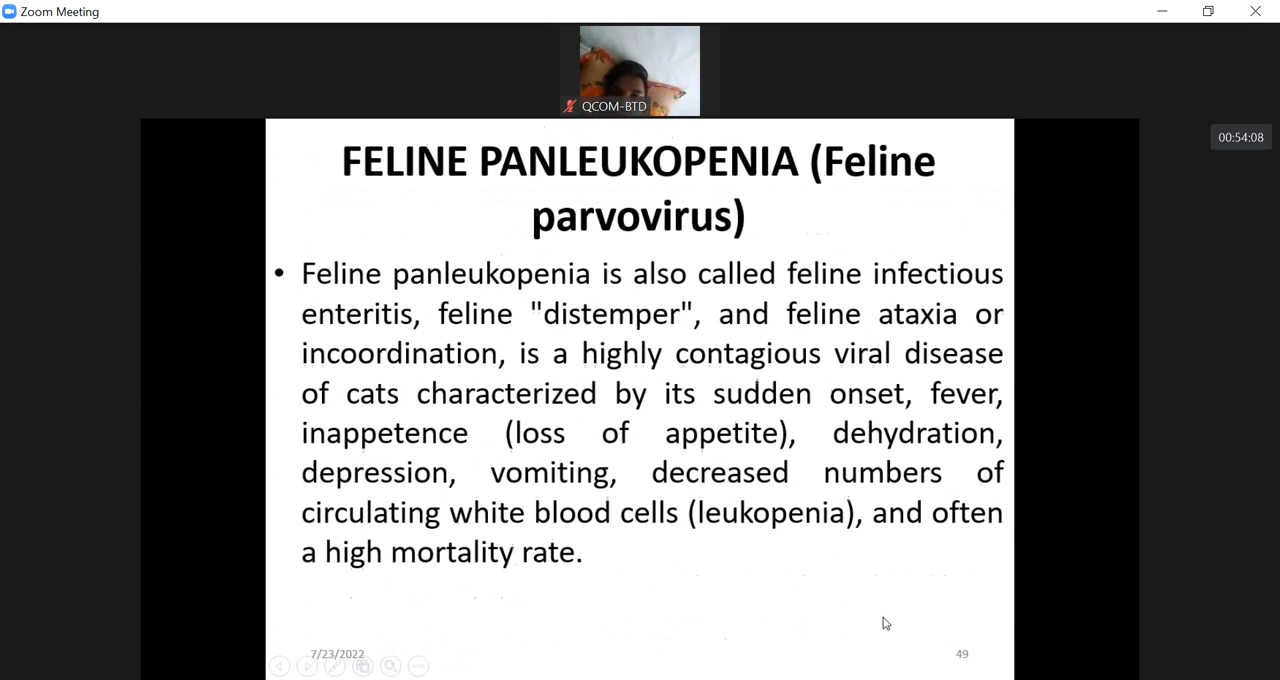 Zoom Meeting
QCOM-BTD
00:54:08
FELINE PANLEUKOPENIA (Feline
parvovirus)
• Feline panleukopenia is also called feline infectious
enteritis, feline "distemper", and feline ataxia or
incoordination, is a highly contagious viral disease
of cats characterized by its sudden onset, fever,
inappetence (loss of appetite), dehydration,
depression, vomiting, decreased numbers of
circulating white blood cells (leukopenia), and often
a high mortality rate.
7/23/2022
49